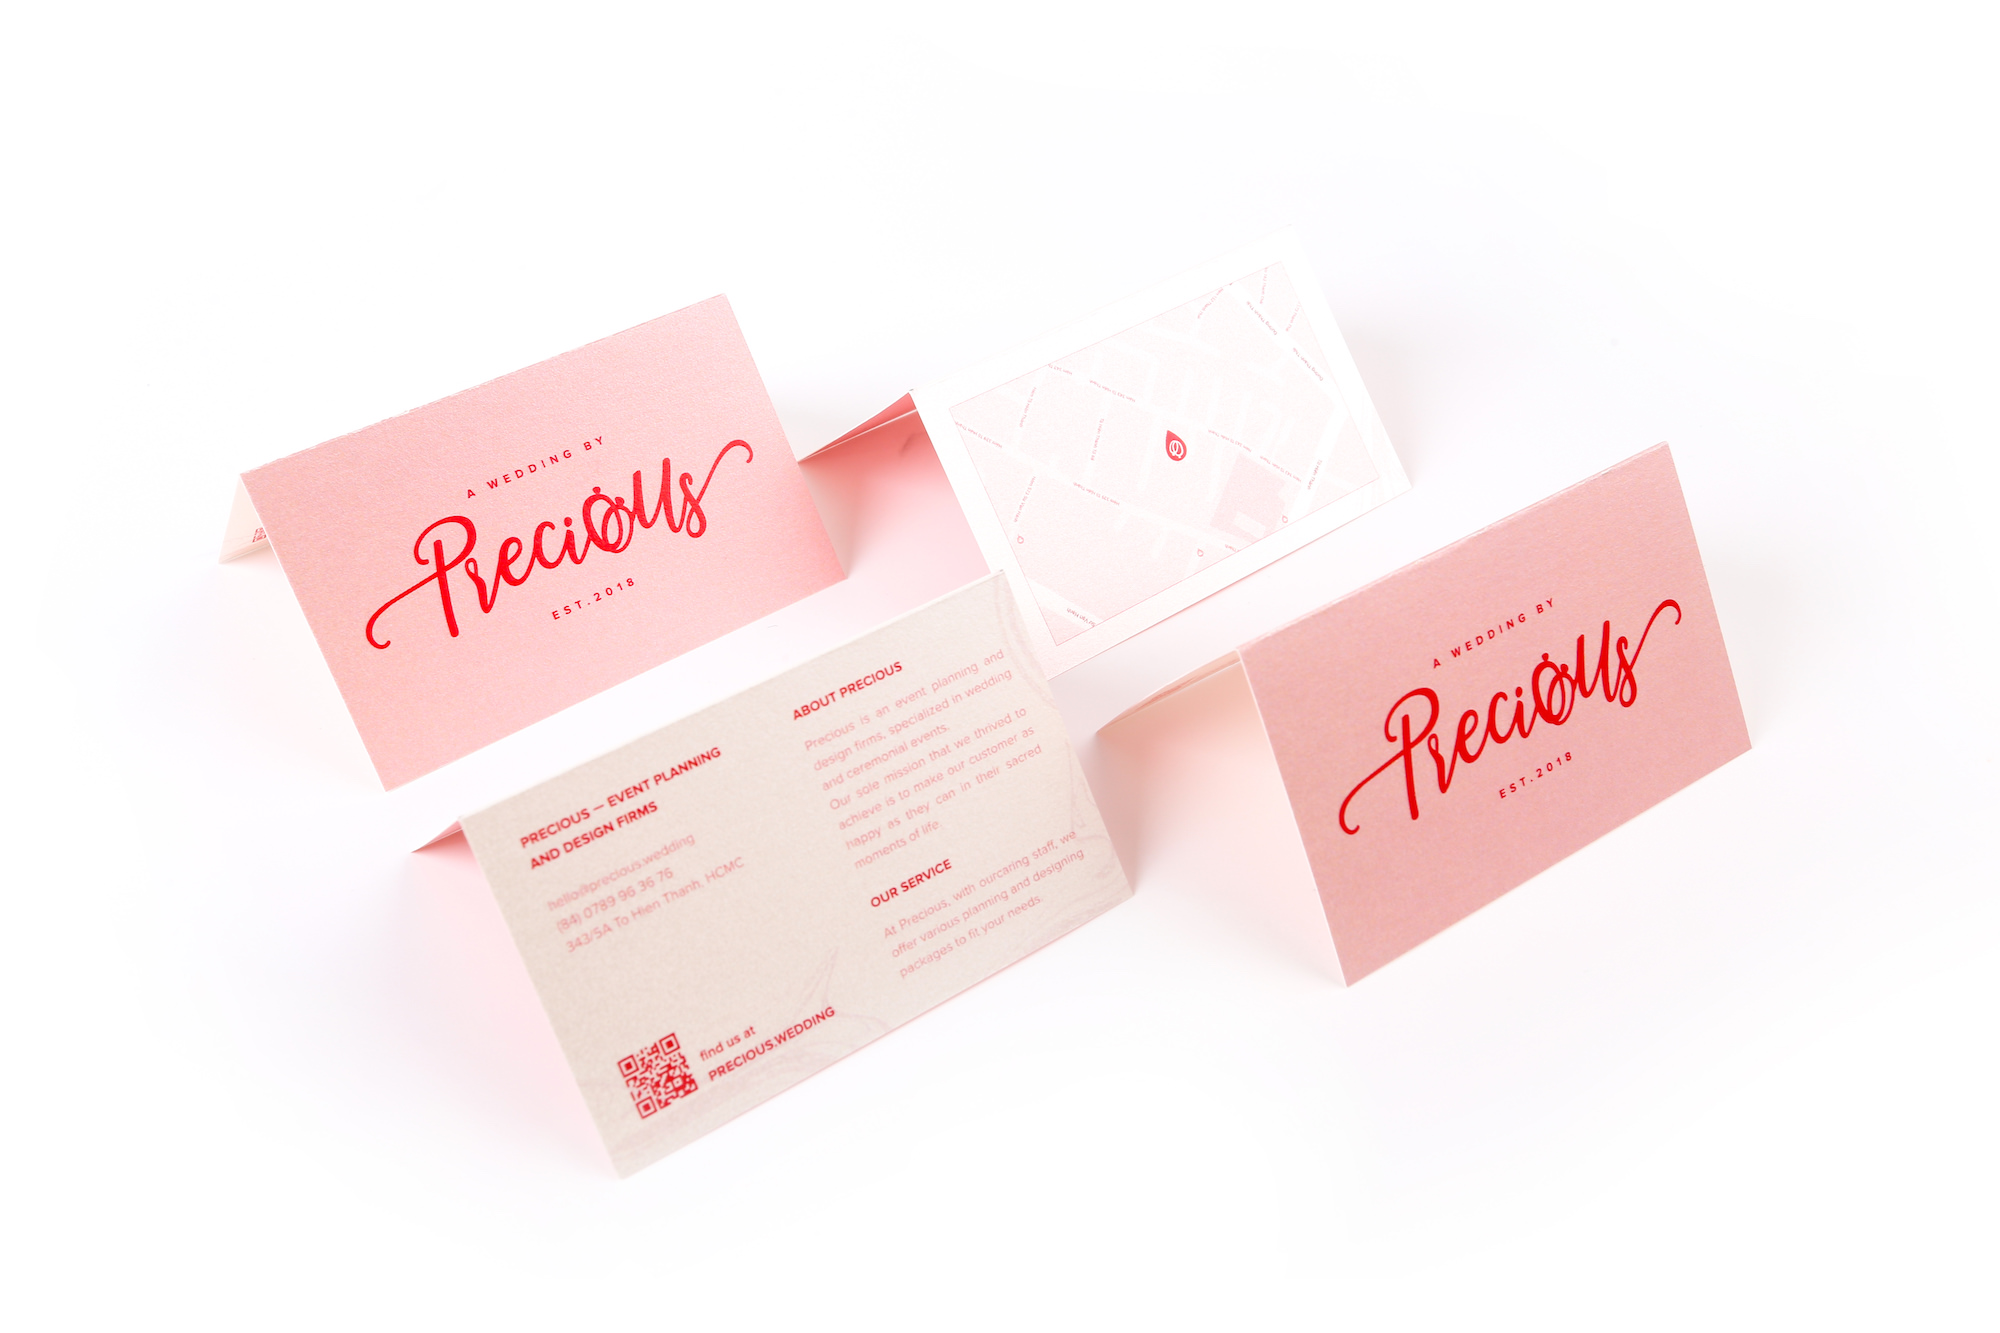 A WEDDING BY
Precious
EST.2018
PRECIOUS — EVENT PLANNING
AND DESIGN FIRMS
hello@precious.wedding
(84) 0789 96 36 76
343/5A To Hien Thanh, HCMC
find us at
PRECIOUS.WEDDING
ABOUT PRECIOUS
Precious is an event planning and
design firms, specialized in wedding
and ceremonial events.
Our sole mission that we thrived to
achieve is to make our customer as
happy as they can in their sacred
moments of life.
OUR SERVICE
At Precious, with ourcaring staff, we
offer various planning and designing
packages to fit your needs.
A WEDDING BY
Precious
EST.2018